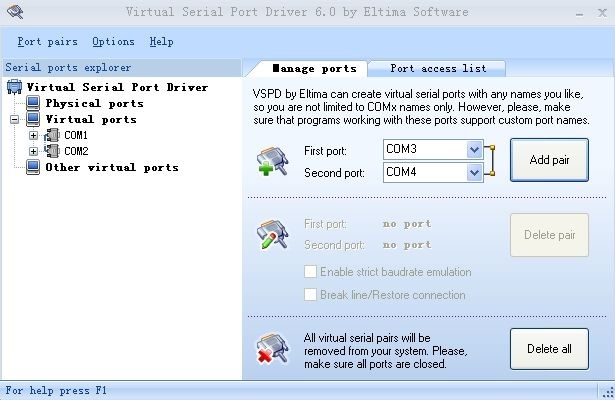 Virtual Serial Port Driver 6.0 by Eltima Software
Port pairs Options Help
Serial ports explorer
Virtual Serial Port Driver
Physical ports
Virtual ports
COM1
COM2
Other virtual ports
Manage ports
Port access list
VSPD by Eltima can create virtual serial ports with any names you like,
so you are not limited to COMx names only. However, please, make
sure that programs working with these ports support custom port names.
First port: COM3
Second port: COM4
Add pair
First port: no port
Second port: no port
Delete pair
Enable strict baudrate emulation
Break line/Restore connection
All virtual serial pairs will be
removed from your system. Please,
make sure all ports are closed.
Delete all
For help press F1